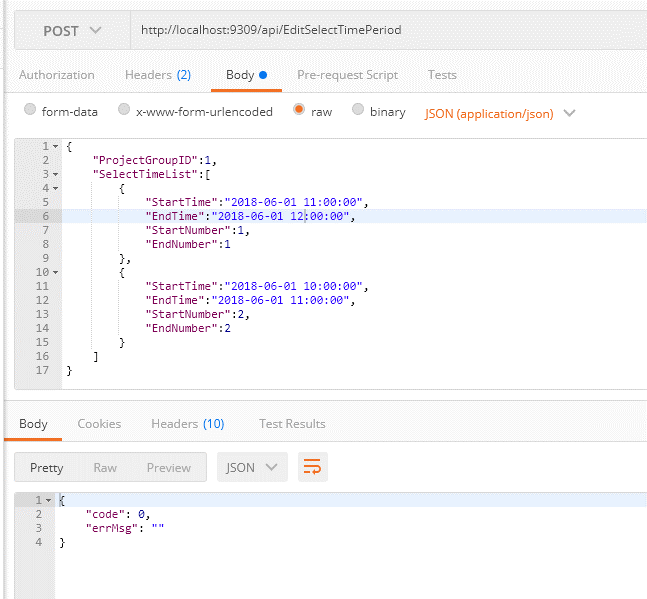 POST http://localhost:9309/api/EditSelectTimePeriod
Authorization Headers (2) Body Pre-request Script Tests
form-data x-www-form-urlencoded raw binary JSON (application/json)
1 {
2 "ProjectGroupID":1,
3 "SelectTimeList":[
4 {
5 "StartTime":"2018-06-01 11:00:00",
6 "EndTime":"2018-06-01 12:00:00",
7 "StartNumber":1,
8 "EndNumber":1
9 },
10 {
11 "StartTime":"2018-06-01 10:00:00",
12 "EndTime":"2018-06-01 11:00:00",
13 "StartNumber":2,
14 "EndNumber":2
15 }
16 ]
17 }
Body Cookies Headers (10) Test Results
Pretty Raw Preview JSON
1 {
2 "code": 0,
3 "errMsg": ""
4 }